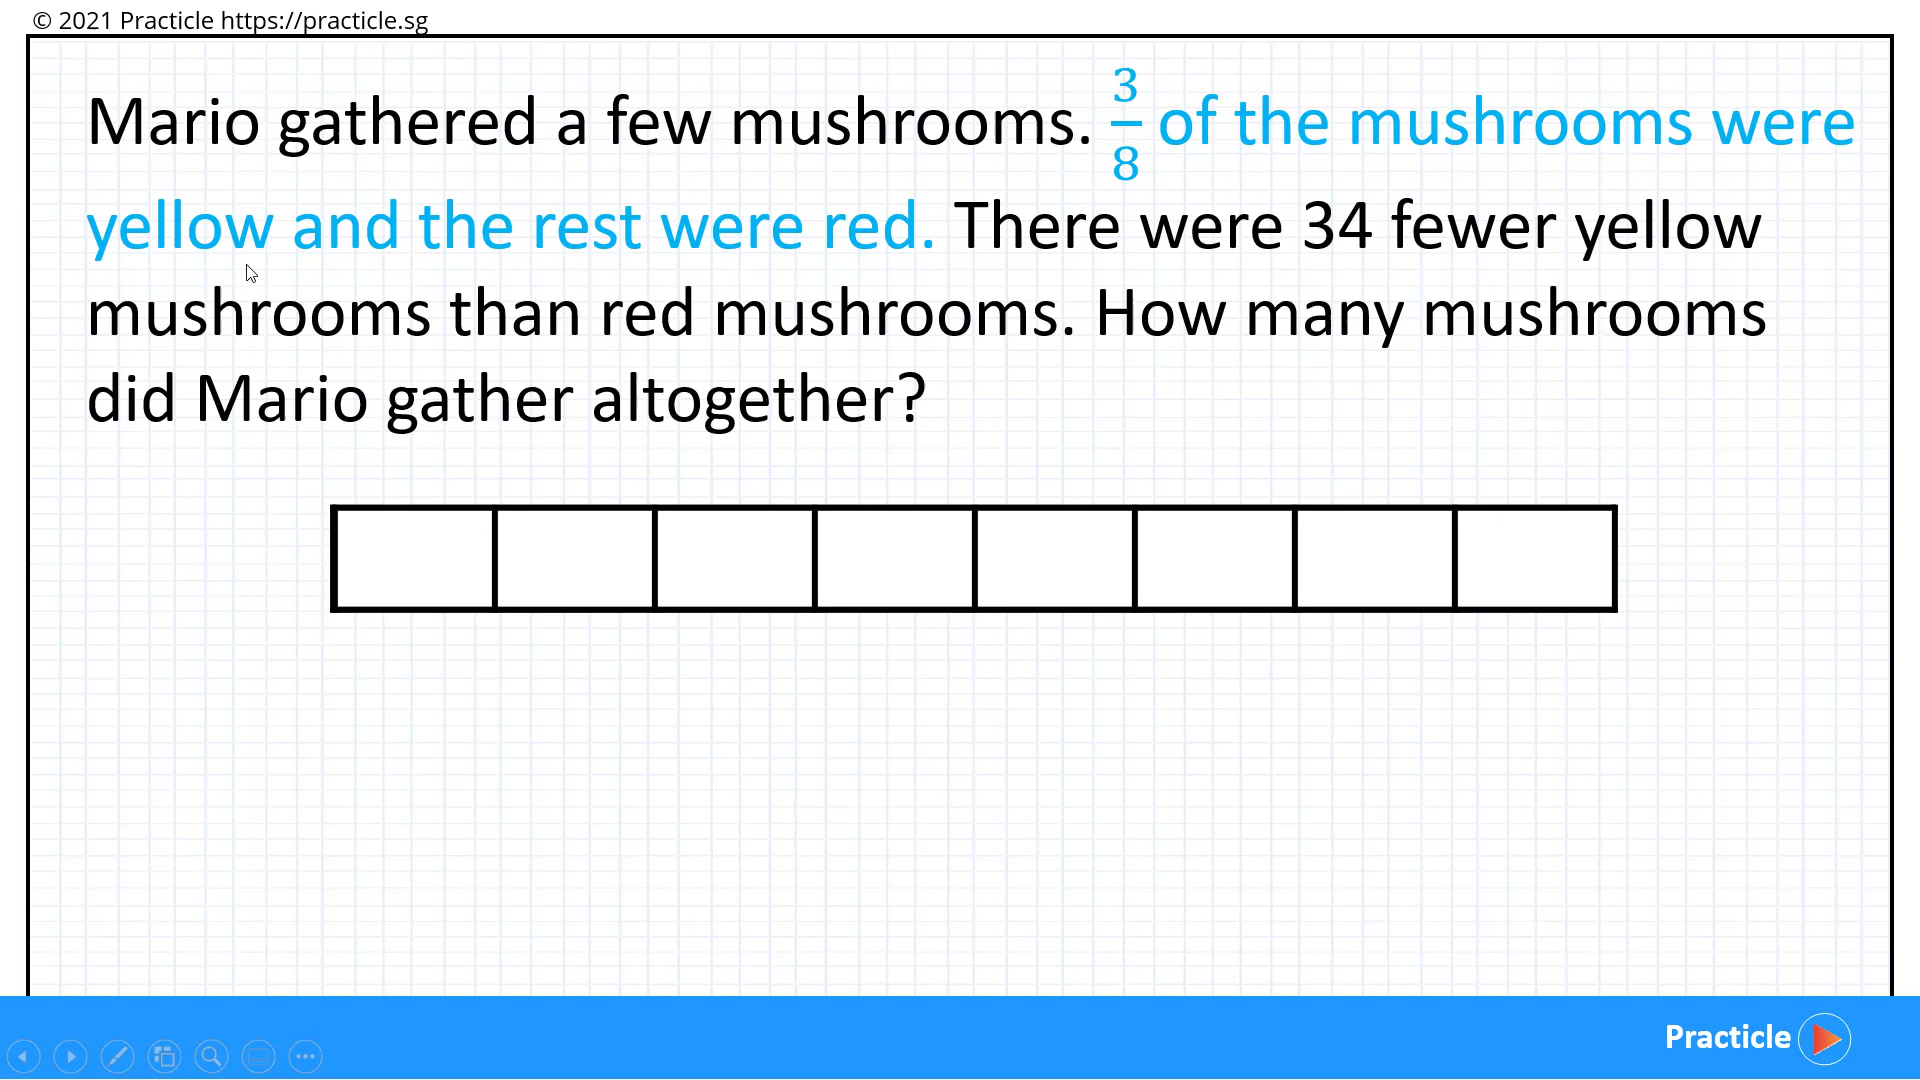 © 2021 Practicle https://practicle.sg
Mario gathered a few mushrooms. 3/8 of the mushrooms were
yellow and the rest were red. There were 34 fewer yellow
mushrooms than red mushrooms. How many mushrooms
did Mario gather altogether?
Practicle